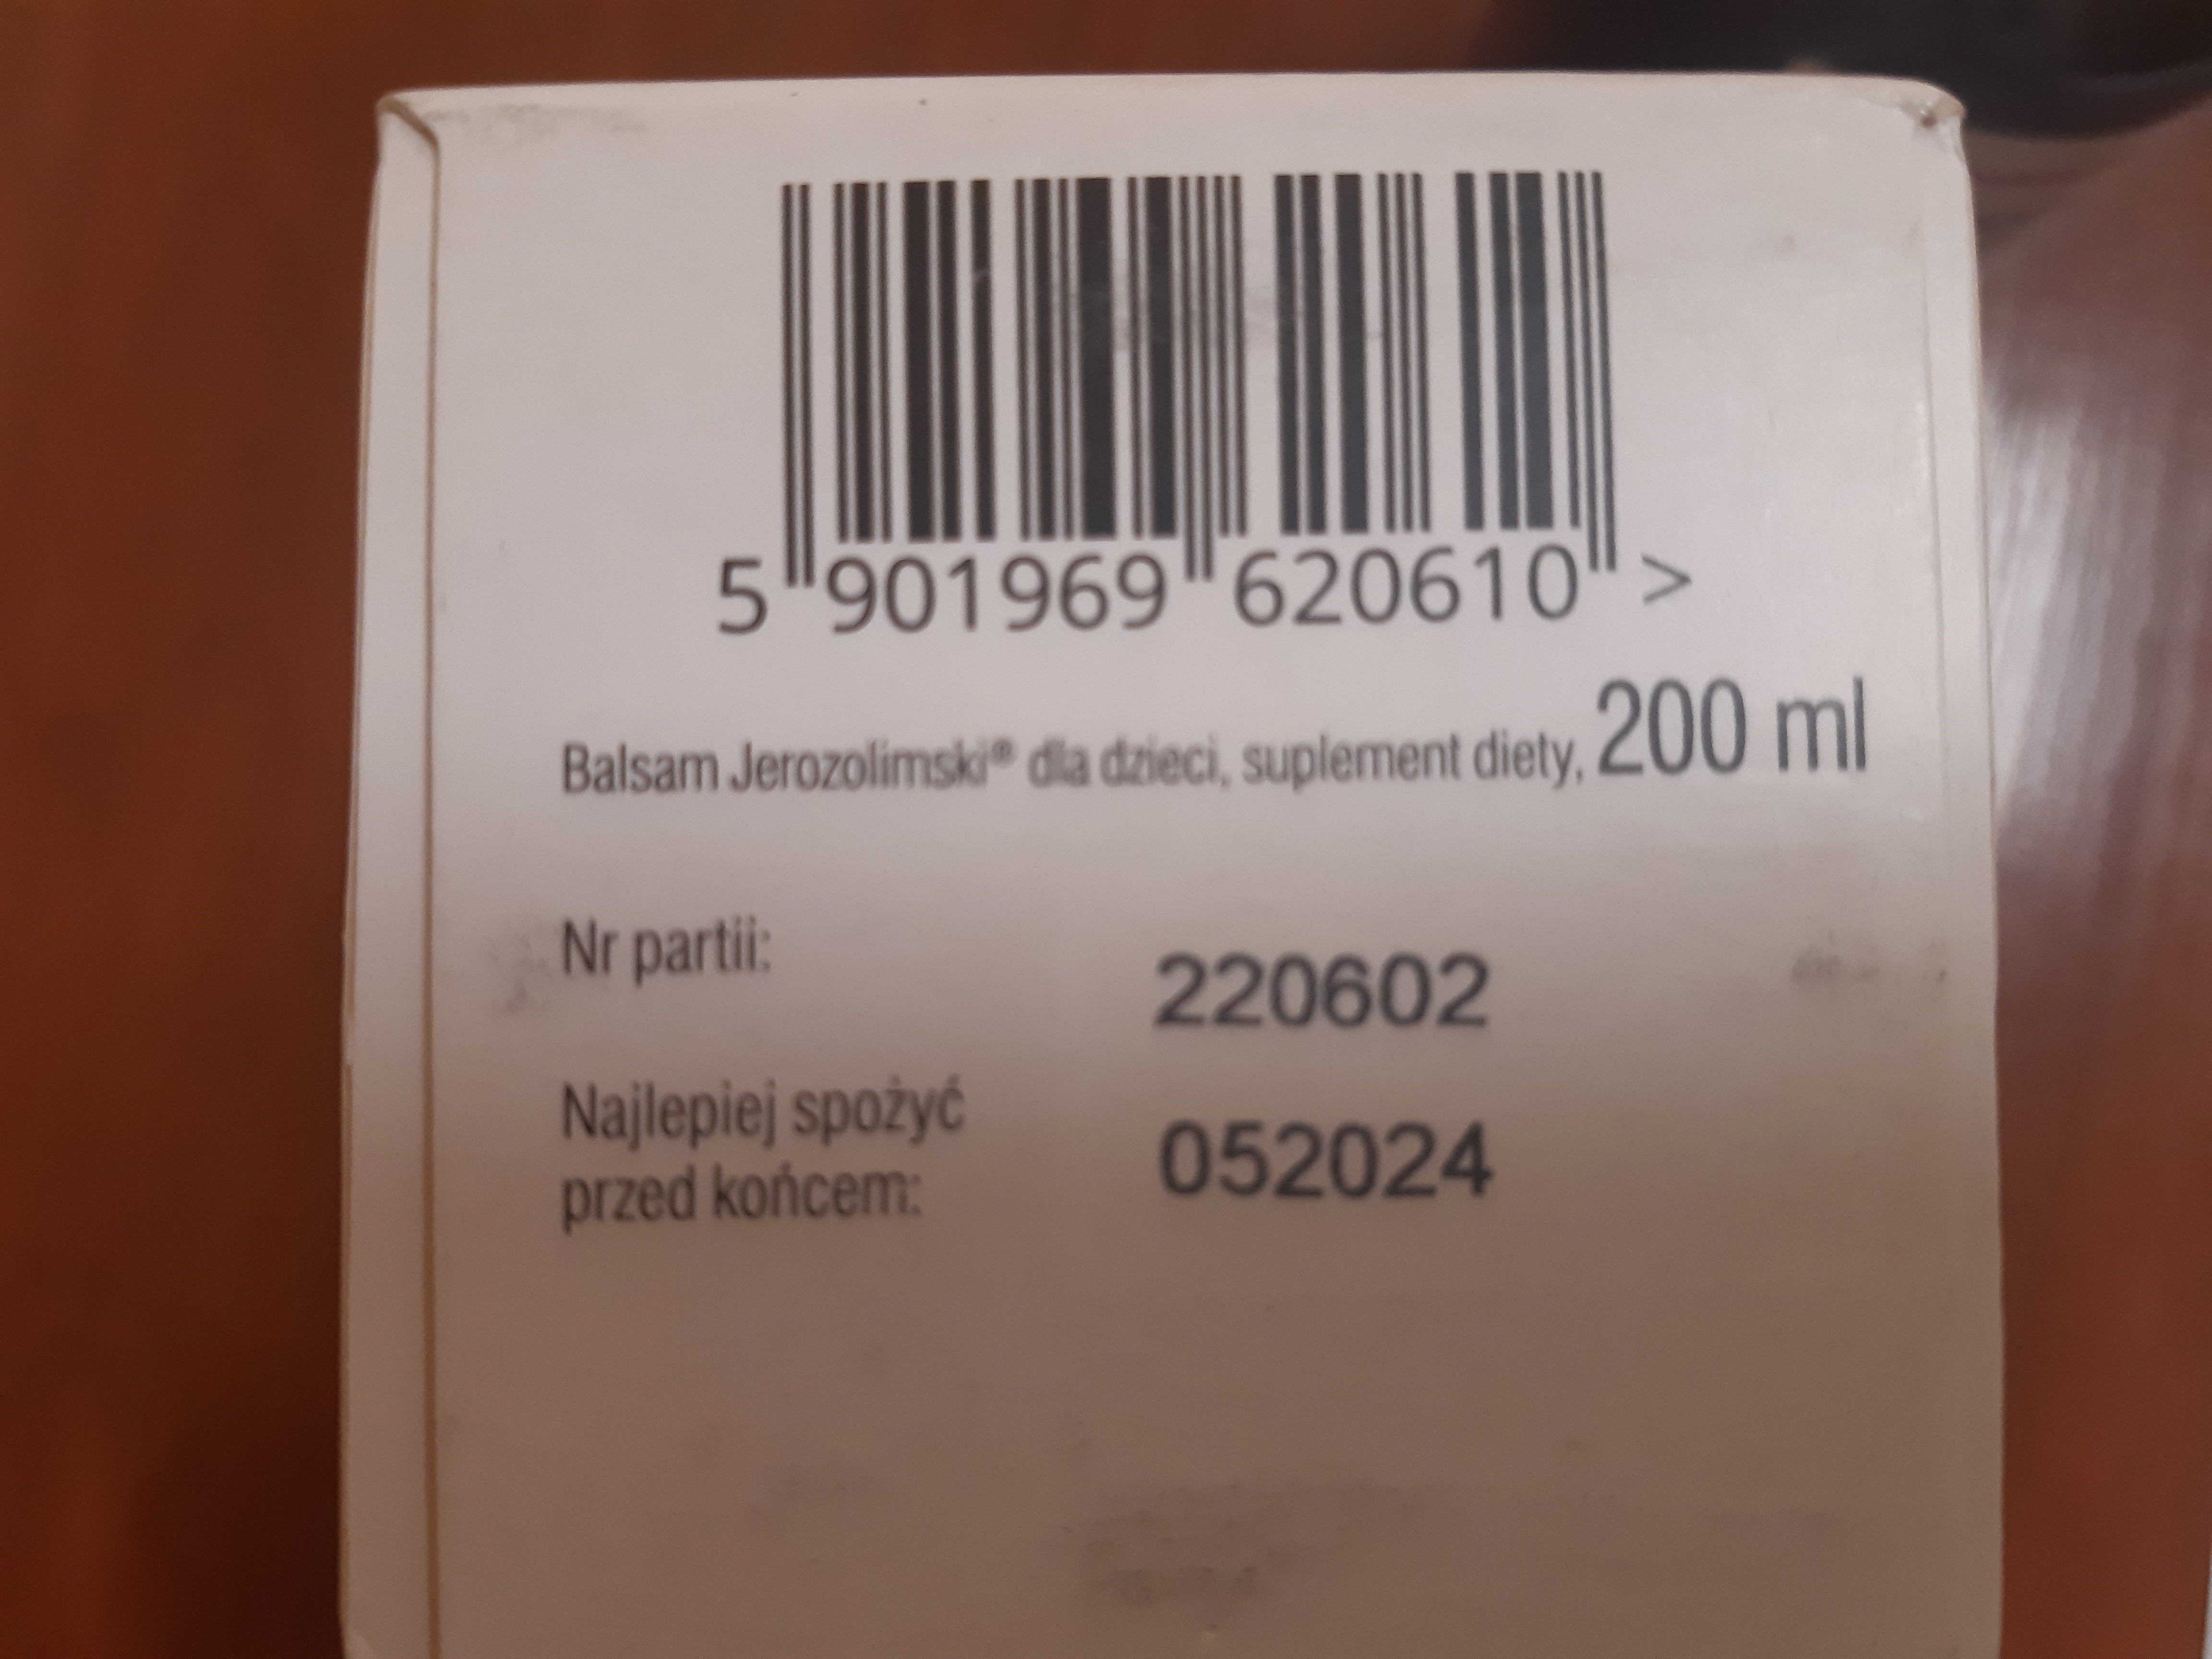 5 901969 620610 >
Balsam Jerozolimski® dla dzieci, suplement diety, 200 ml
Nr partii: 220602
Najlepiej spożyć
przed końcem: 052024